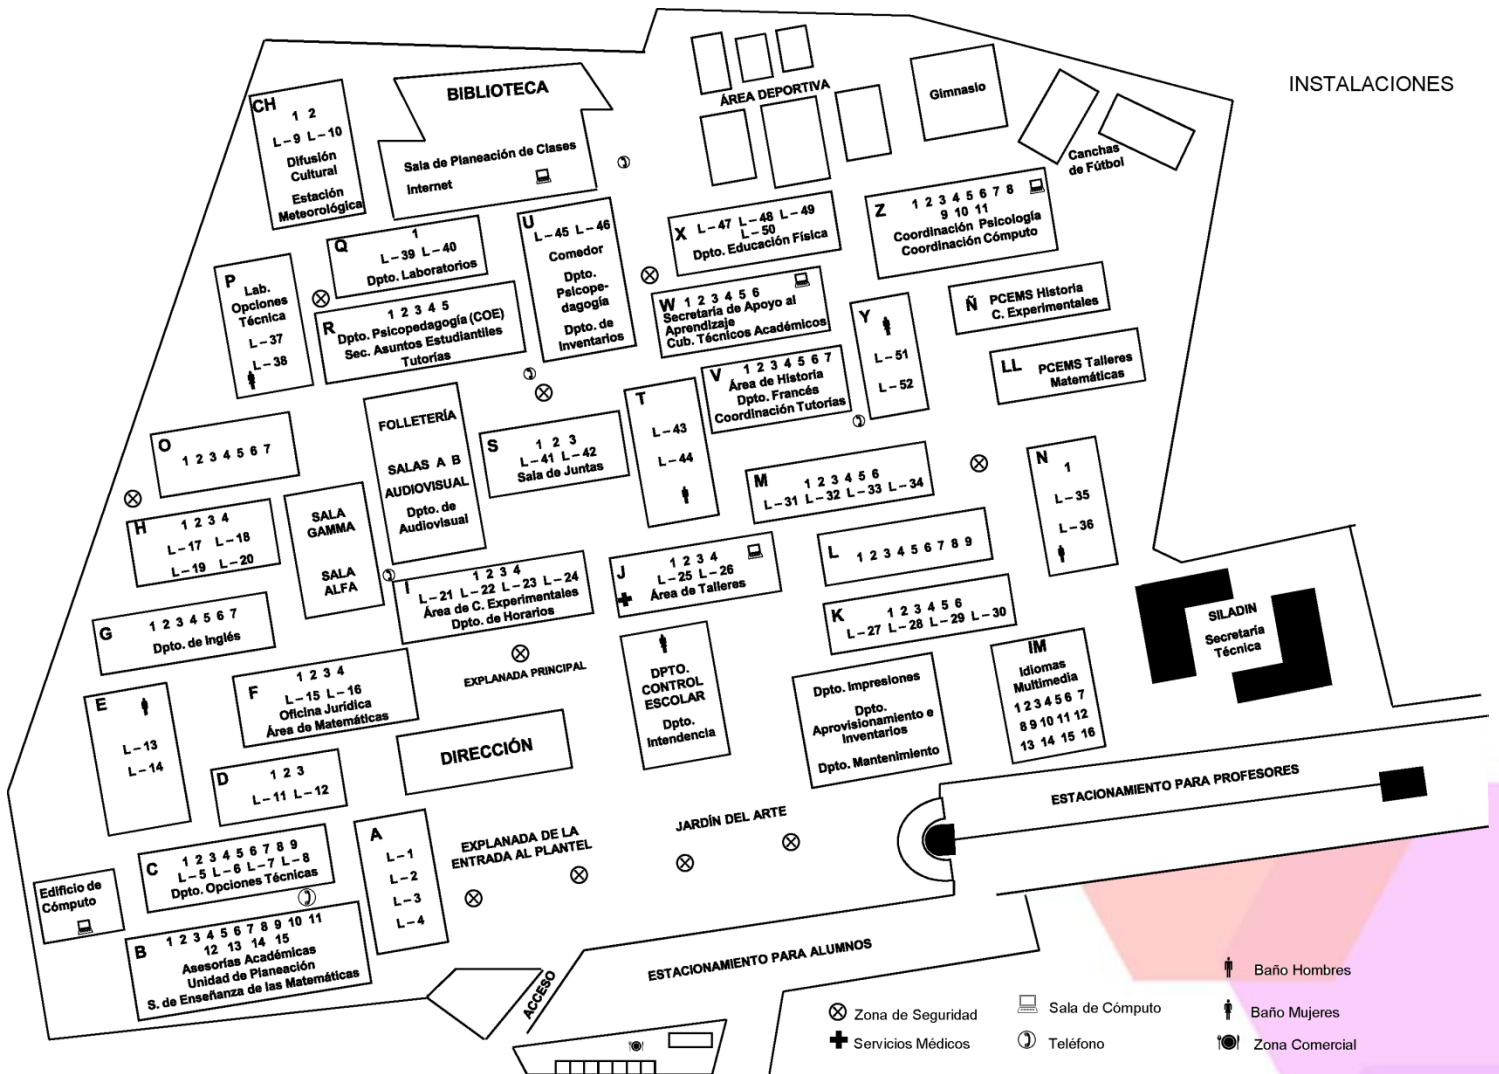 INSTALACIONES
CH
1 2
L-9 L-10
Difusión
Cultural
Estación
Meteorológica
BIBLIOTECA
Sala de Planeación de Clases
Internet
ÁREA DEPORTIVA
Gimnasio
Canchas
de Fútbol
Q
1
L-39 L-40
Dpto. Laboratorios
U
L-45 L-46
Comedor
Dpto.
Psicope-
dagogía
Dpto. de
Inventarios
X
L-47 L-48 L-49
L-50
Dpto. Educación Física
Z
1 2 3 4 5 6 7 8
9 10 11
Coordinación Psicología
Coordinación Cómputo
P
Lab.
Opciones
Técnica
L-37
L-38
R
1 2 3 4 5
Dpto. Psicopedagogía (COE)
Sec. Asuntos Estudiantiles
Tutorías
W 1 2 3 4 5 6
Secretaría de Apoyo al
Aprendizaje
Cub. Técnicos Académicos
Y
L-51
L-52
Ñ
PCEMS Historia
C. Experimentales
LL
PCEMS Talleres
Matemáticas
V
1 2 3 4 5 6 7
Área de Historia
Dpto. Francés
Coordinación Tutorías
T
L-43
L-44
FOLLETERÍA
SALAS A B
AUDIOVISUAL
Dpto. de
Audiovisual
S
1 2 3
L-41 L-42
Sala de Juntas
O
1 2 3 4 5 6 7
M
1 2 3 4 5 6
L-31 L-32 L-33 L-34
N
1
L-35
L-36
H
1 2 3 4
L-17 L-18
L-19 L-20
SALA
GAMMA
SALA
ALFA
I
1 2 3 4
L-21 L-22 L-23 L-24
Área de C. Experimentales
Dpto. de Horarios
J
1 2 3 4
L-25 L-26
Área de Talleres
L
1 2 3 4 5 6 7 8 9
K
1 2 3 4 5 6
L-27 L-28 L-29 L-30
SILADIN
Secretaría
Técnica
G
1 2 3 4 5 6 7
Dpto. de Inglés
EXPLANADA PRINCIPAL
DPTO.
CONTROL
ESCOLAR
Dpto.
Intendencia
Dpto. Impresiones
Dpto.
Aprovisionamiento e
Inventarios
Dpto. Mantenimiento
IM
Idiomas
Multimedia
1 2 3 4 5 6 7
8 9 10 11 12
13 14 15 16
E
L-13
L-14
F
1 2 3 4
L-15 L-16
Oficina Jurídica
Área de Matemáticas
DIRECCIÓN
D
1 2 3
L-11 L-12
ESTACIONAMIENTO PARA PROFESORES
JARDÍN DEL ARTE
EXPLANADA DE LA
ENTRADA AL PLANTEL
A
L-1
L-2
L-3
L-4
C
1 2 3 4 5 6 7 8 9
L-5 L-6 L-7 L-8
Dpto. Opciones Técnicas
Edificio de
Cómputo
B
1 2 3 4 5 6 7 8 9 10 11
12 13 14 15
Asesorías Académicas
Unidad de Planeación
S. de Enseñanza de las Matemáticas
ACCESO
ESTACIONAMIENTO PARA ALUMNOS
Zona de Seguridad
Servicios Médicos
Sala de Cómputo
Teléfono
Baño Hombres
Baño Mujeres
Zona Comercial